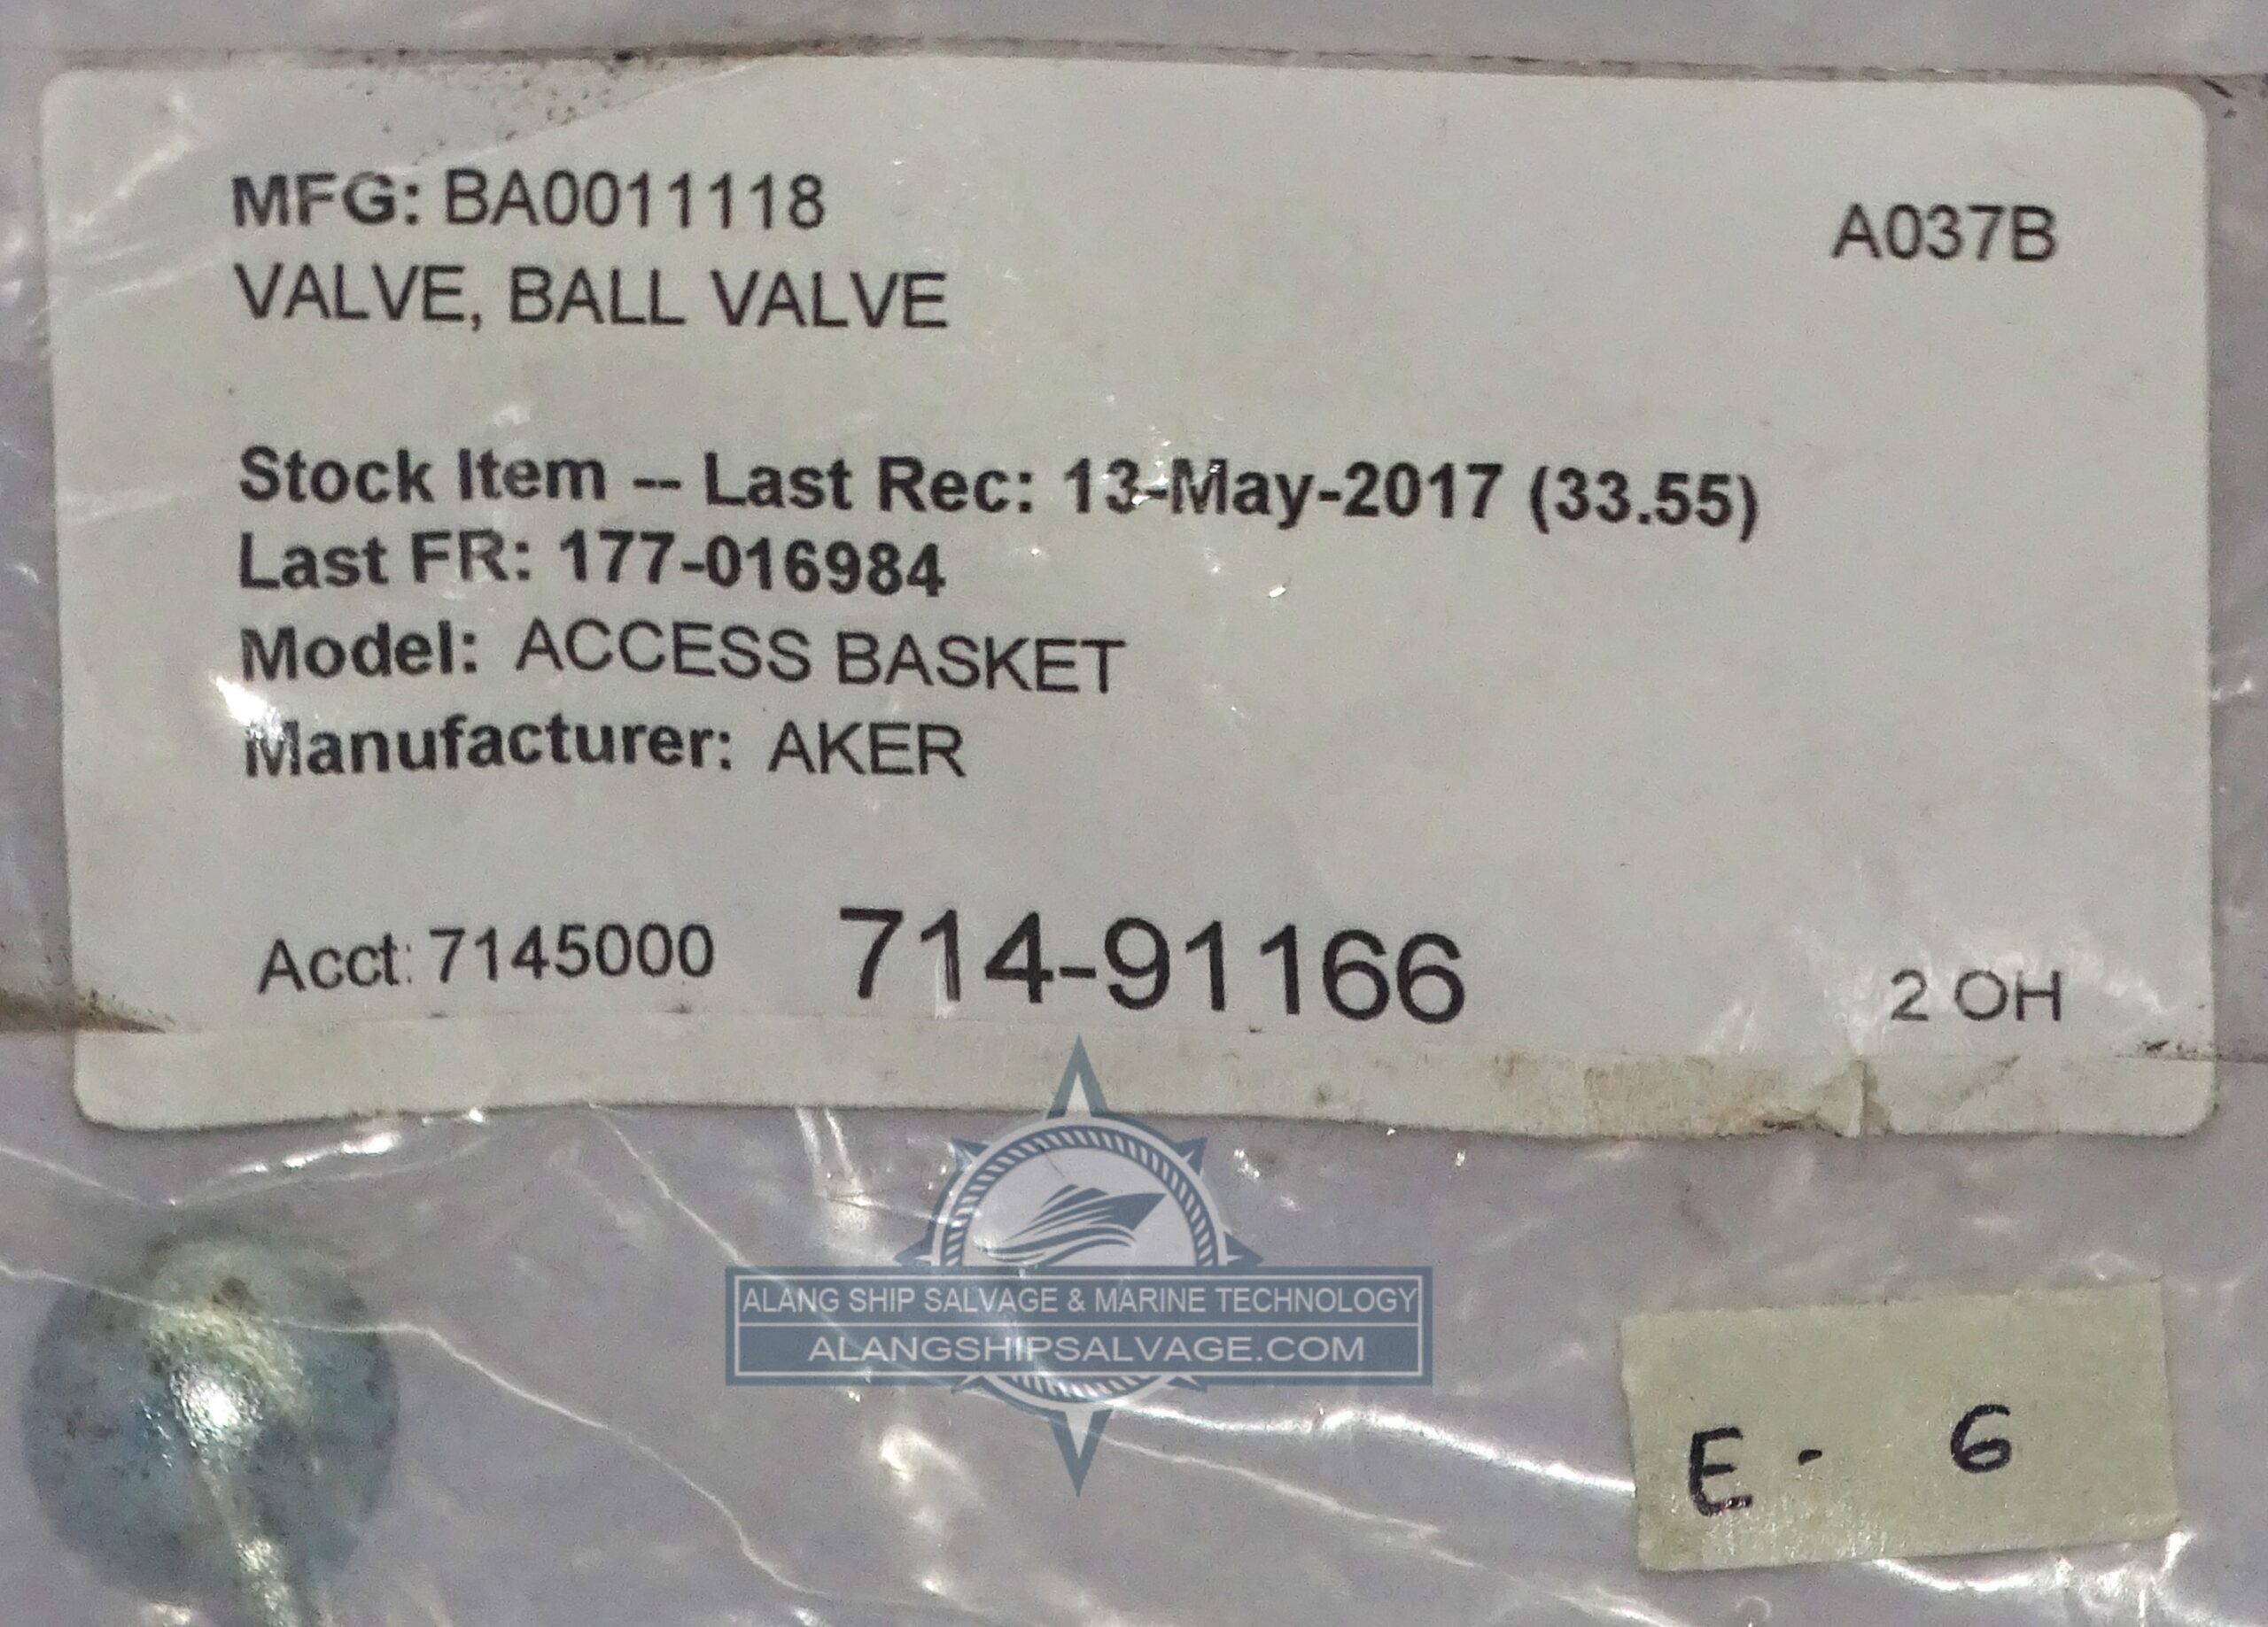 MFG: BA0011118
A037B
VALVE, BALL VALVE
Stock Item -- Last Rec: 13-May-2017 (33.55)
Last FR: 177-016984
Model: ACCESS BASKET
Manufacturer: AKER
Acct: 7145000 714-91166
2 OH
ALANG SHIP SALVAGE & MARINE TECHNOLOGY
ALANGSHIPSALVAGE.COM
E - 6